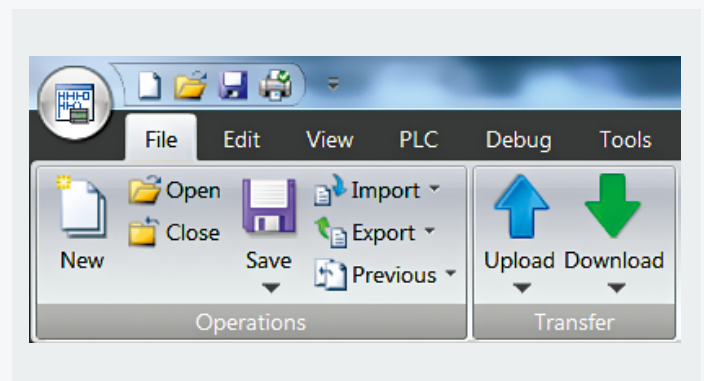 File Edit View PLC Debug Tools
New
Open
Close
Save
Import
Export
Previous
Operations
Upload Download
Transfer